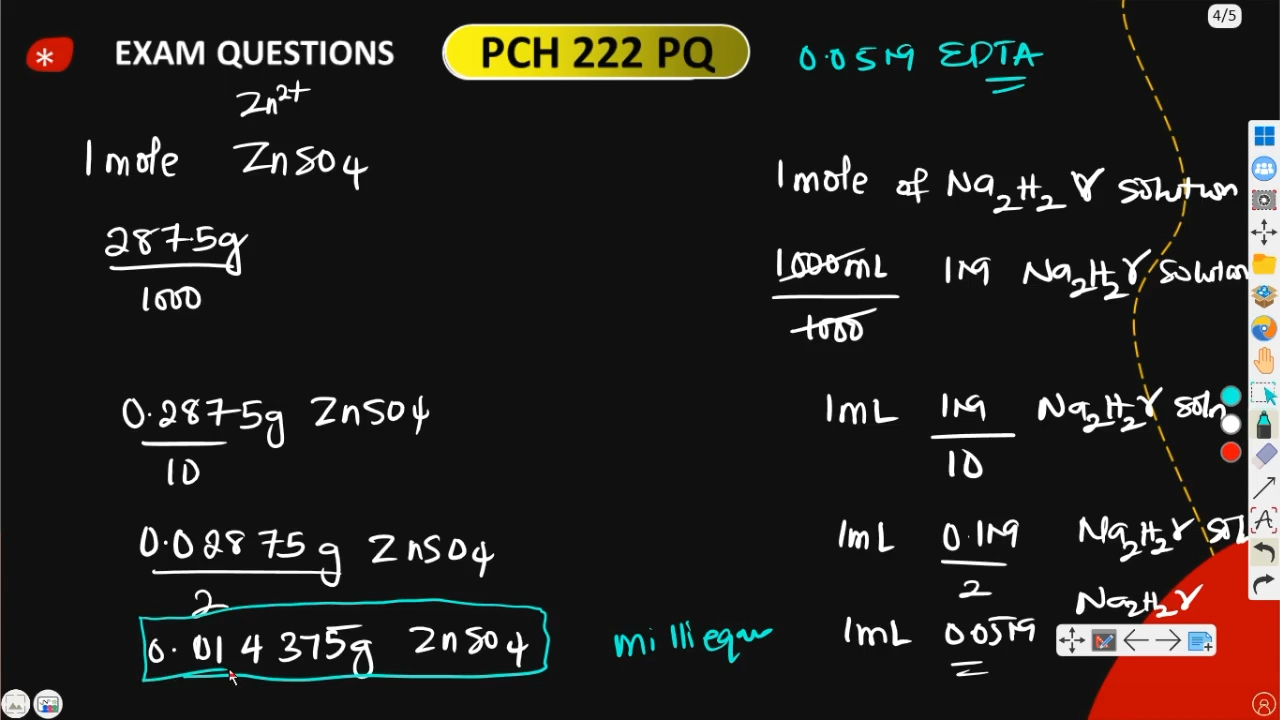 4/5
* EXAM QUESTIONS
PCH 222 PQ
0.05M EDTA
Zn2+
1 mole ZnSO4
1 mole of Na2H2Y solution
287.5g
1000
1000mL 1M Na2H2Y solution
1000
0.2875g ZnSO4
10
1mL 1M Na2H2Y soln
10
0.02875g ZnSO4
2
1mL 0.1M Na2H2Y sol
2
Na2H2Y
0.014375g ZnSO4
milliequ
1mL 0.05M